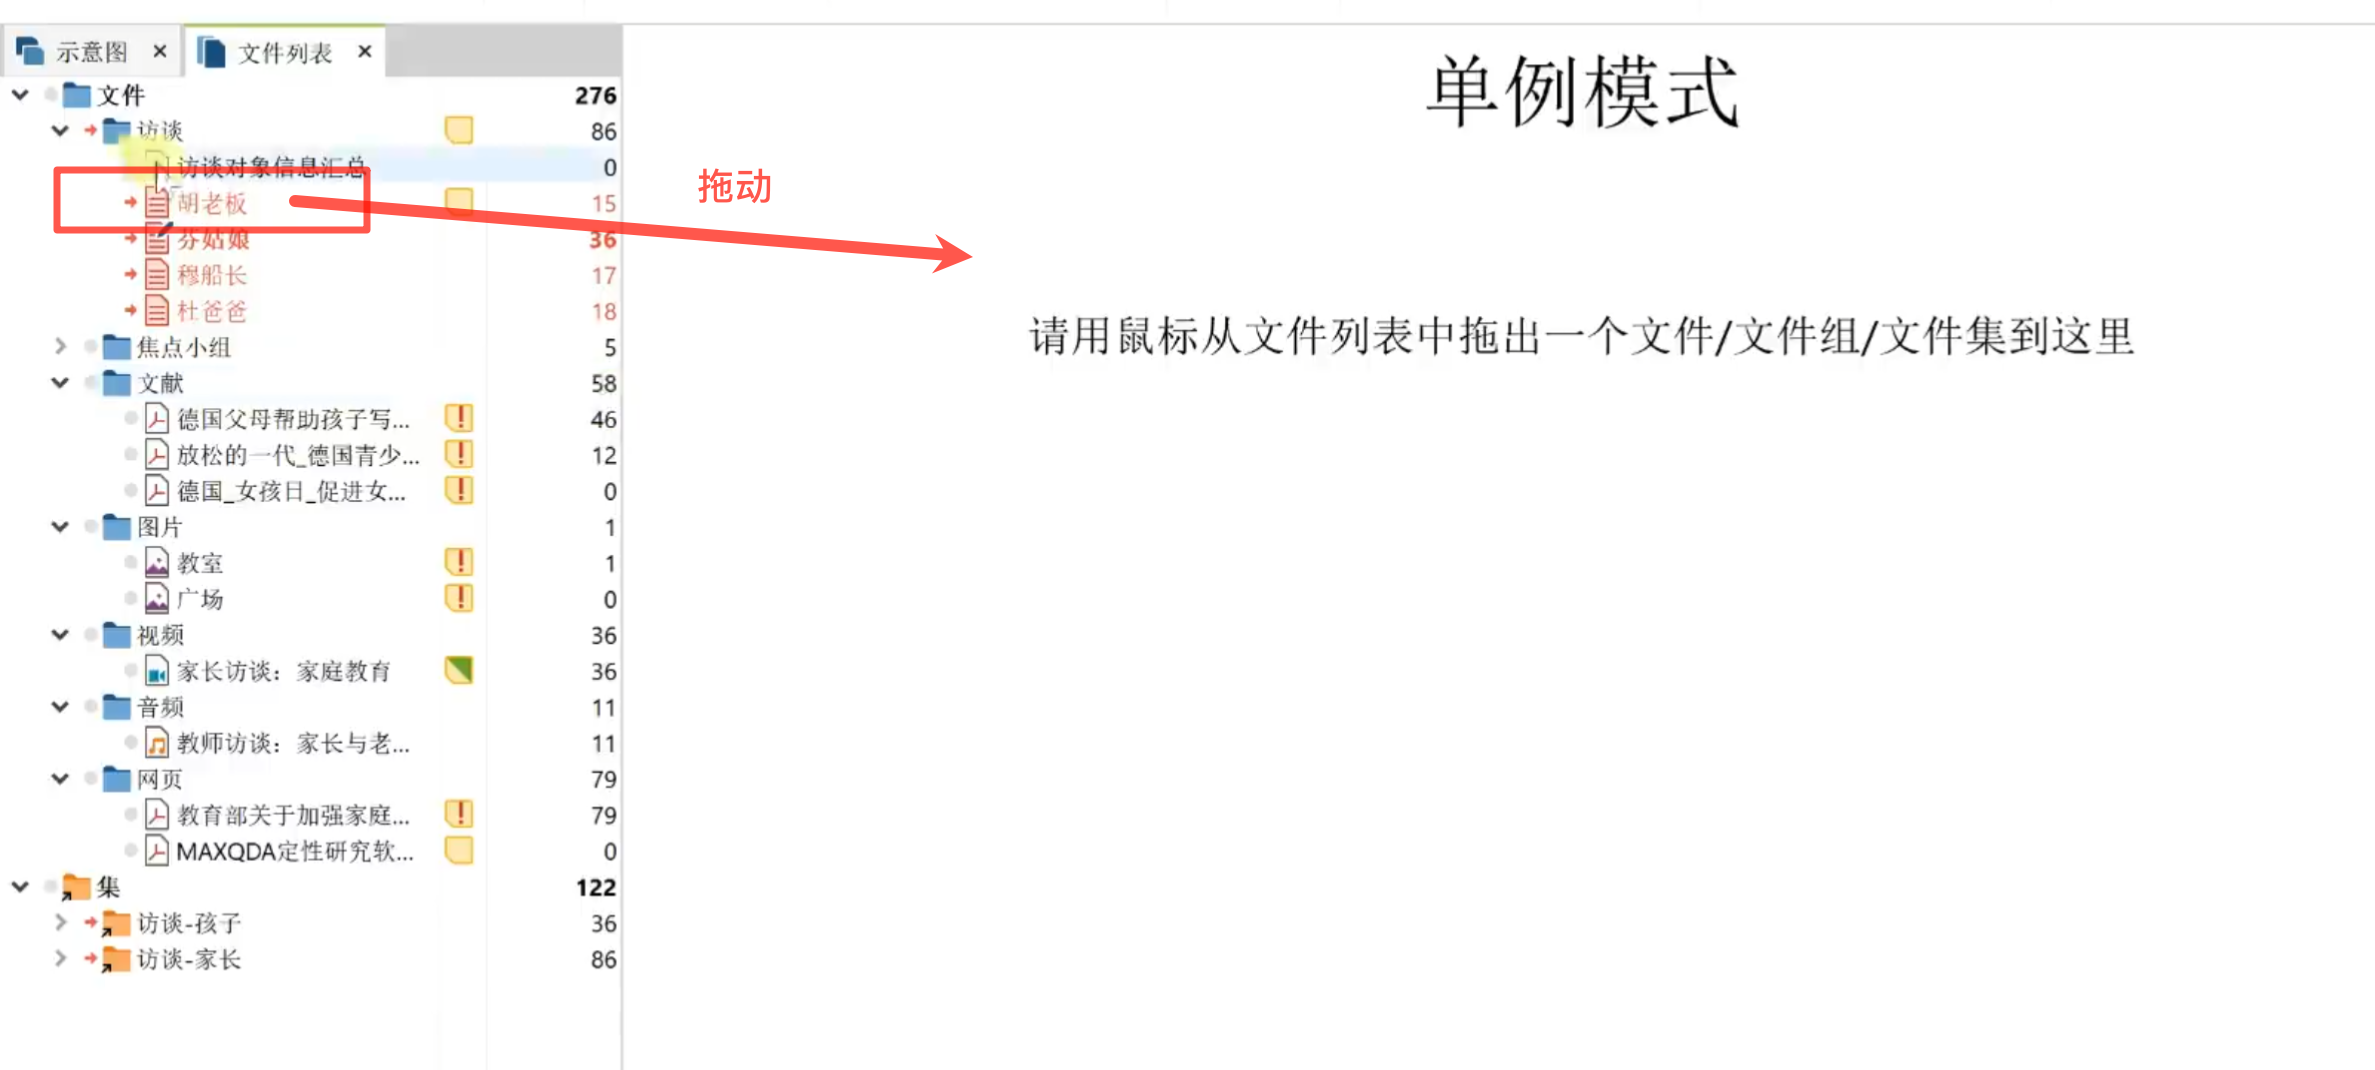 示意图
文件列表
单例模式
文件 276
访谈 86
访谈对象信息汇总 0
拖动
胡老板 15
芬姑娘 36
穆船长 17
杜爸爸 18
请用鼠标从文件列表中拖出一个文件/文件组/文件集到这里
焦点小组 5
文献 58
德国父母帮助孩子写... 46
放松的一代_德国青少... 12
德国_女孩日_促进女... 0
图片 1
教室 1
广场 0
视频 36
家长访谈：家庭教育 36
音频 11
教师访谈：家长与老... 11
网页 79
教育部关于加强家庭... 79
MAXQDA定性研究软... 0
集 122
访谈-孩子 36
访谈-家长 86